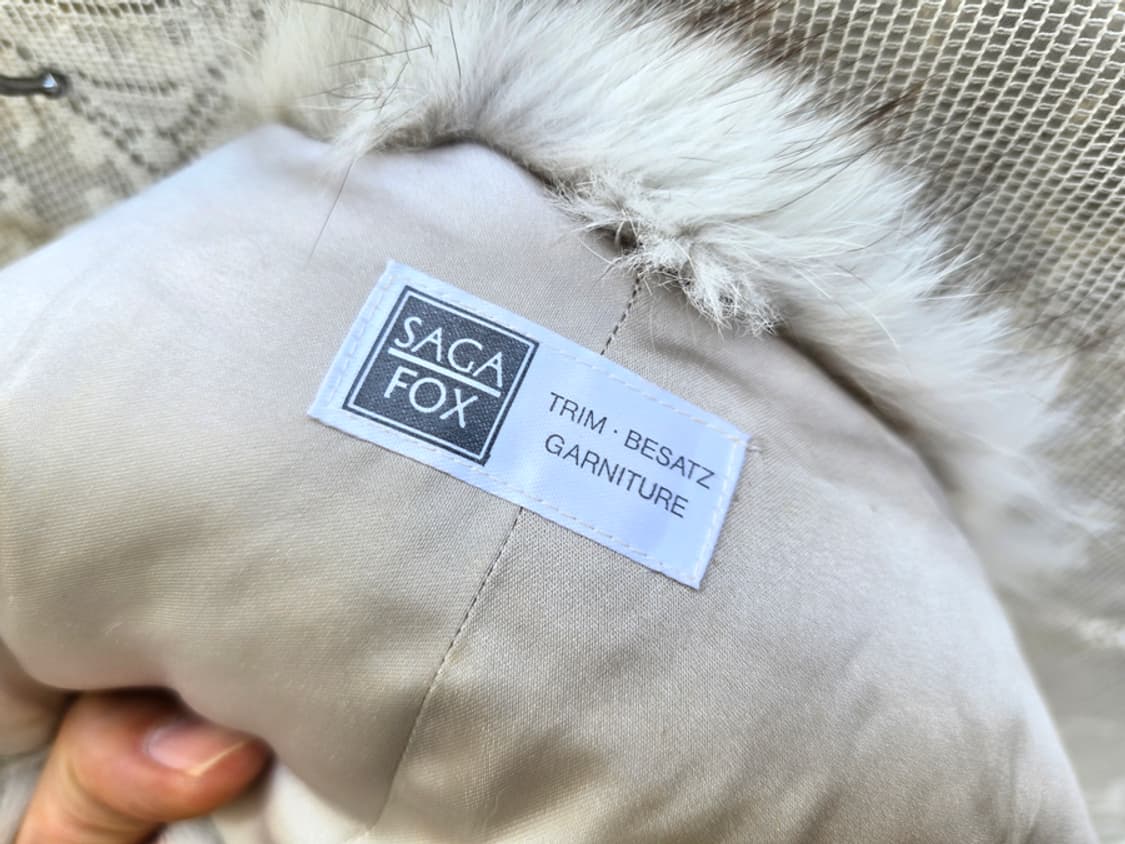 SAGA
FOX
TRIM · BESATZ
GARNITURE